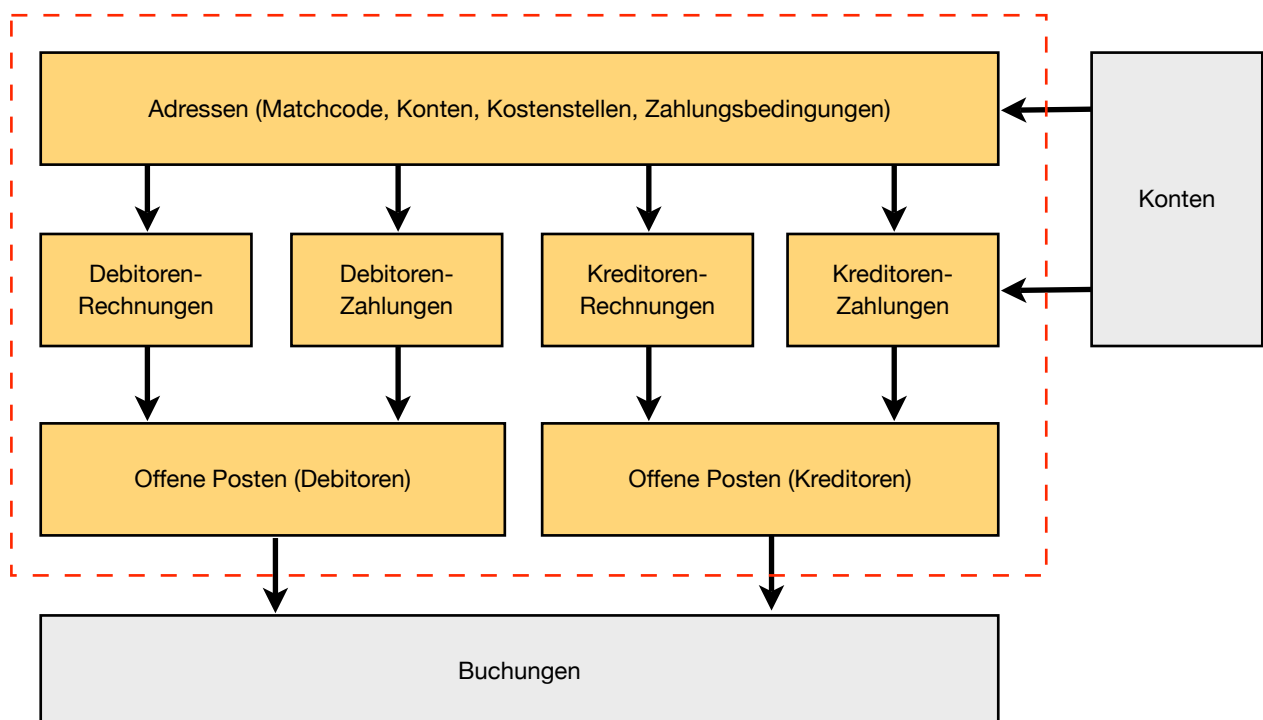 Adressen (Matchcode, Konten, Kostenstellen, Zahlungsbedingungen)
Konten
Debitoren-
Rechnungen
Debitoren-
Zahlungen
Kreditoren-
Rechnungen
Kreditoren-
Zahlungen
Offene Posten (Debitoren)
Offene Posten (Kreditoren)
Buchungen